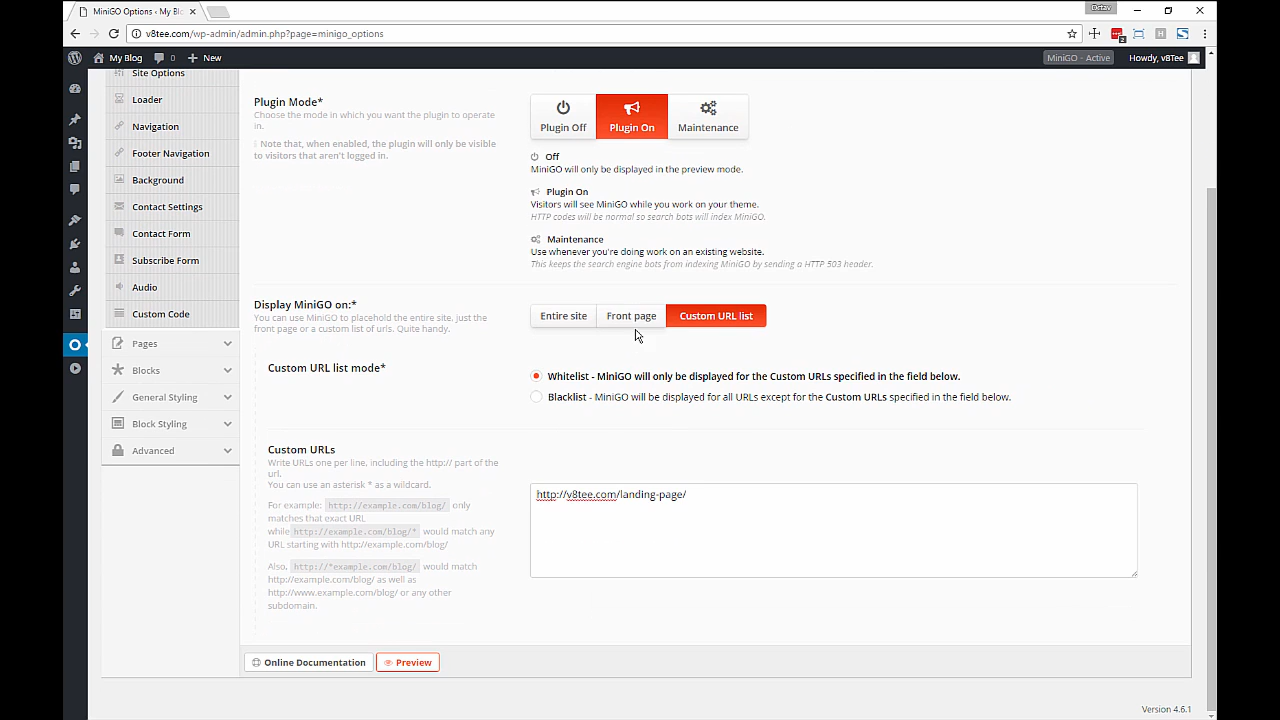 MiniGO Options ‹ My Bl
Ostav
v8tee.com/wp-admin/admin.php?page=minigo_options
2
My Blog
0
New
MiniGO - Active
Howdy, v8Tee
Site Options
Loader
Navigation
Footer Navigation
Background
Contact Settings
Contact Form
Subscribe Form
Audio
Custom Code
Pages
Blocks
General Styling
Block Styling
Advanced
Plugin Mode*
Choose the mode in which you want the plugin to operate
in.
Note that, when enabled, the plugin will only be visible
to visitors that aren't logged in.
Plugin Off
Plugin On
Maintenance
Off
MiniGO will only be displayed in the preview mode.
Plugin On
Visitors will see MiniGO while you work on your theme.
HTTP codes will be normal so search bots will index MiniGO.
Maintenance
Use whenever you're doing work on an existing website.
This keeps the search engine bots from indexing MiniGO by sending a HTTP 503 header.
Display MiniGO on:*
You can use MiniGO to placehold the entire site, just the
front page or a custom list of urls. Quite handy.
Entire site
Front page
Custom URL list
Custom URL list mode*
Whitelist - MiniGO will only be displayed for the Custom URLs specified in the field below.
Blacklist - MiniGO will be displayed for all URLs except for the Custom URLs specified in the field below.
Custom URLs
Write URLs one per line, including the http:// part of the
url.
You can use an asterisk * as a wildcard.
For example: http://example.com/blog/ only
matches that exact URL
while http://example.com/blog/* would match any
URL starting with http://example.com/blog/
Also, http://*example.com/blog/ would match
http://example.com/blog/ as well as
http://www.example.com/blog/ or any other
subdomain.
http://v8tee.com/landing-page/
Online Documentation
Preview
Version 4.6.1